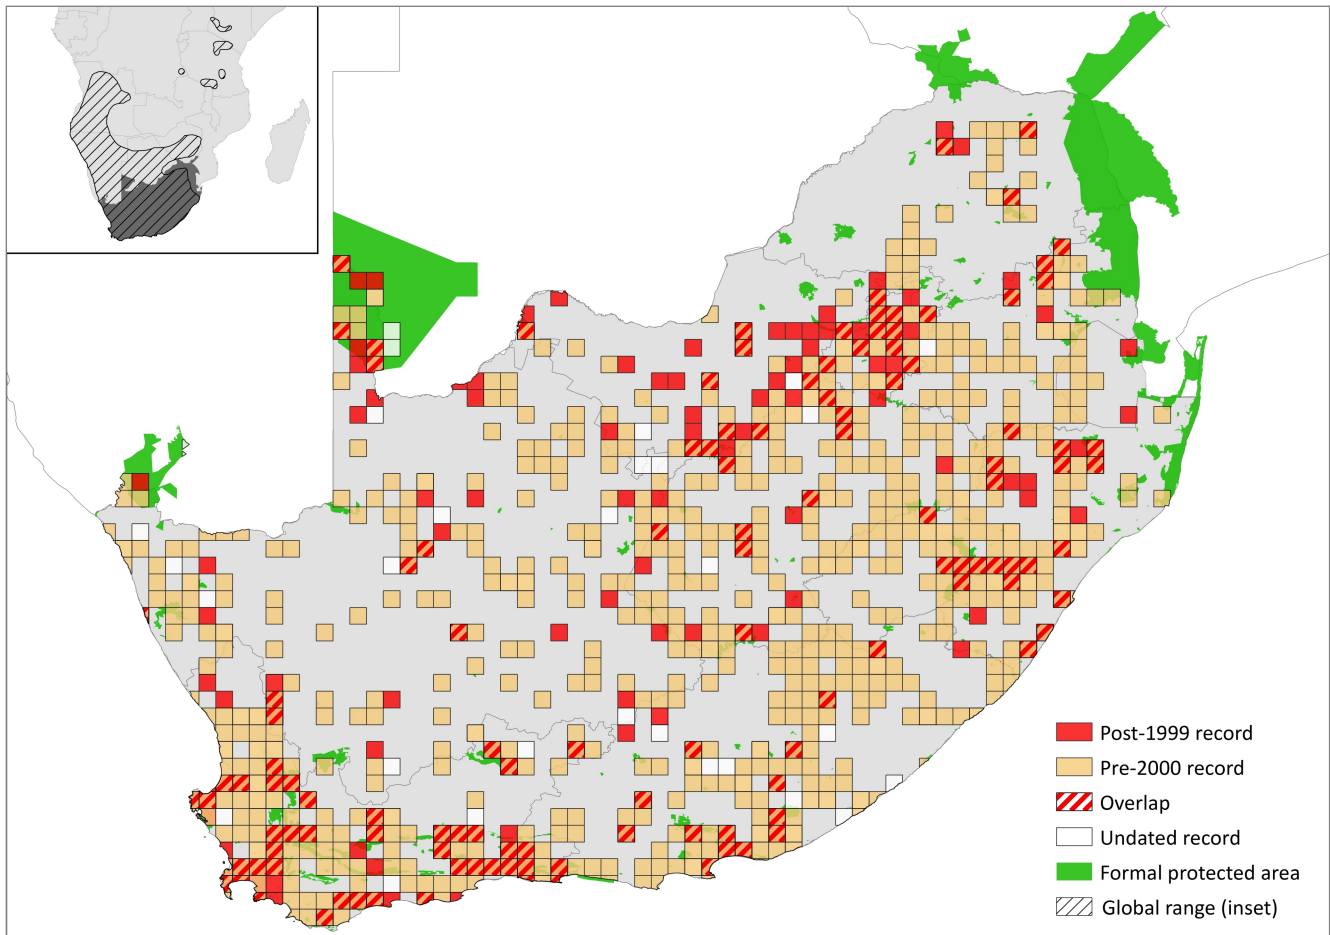 Post-1999 record
Pre-2000 record
Overlap
Undated record
Formal protected area
Global range (inset)